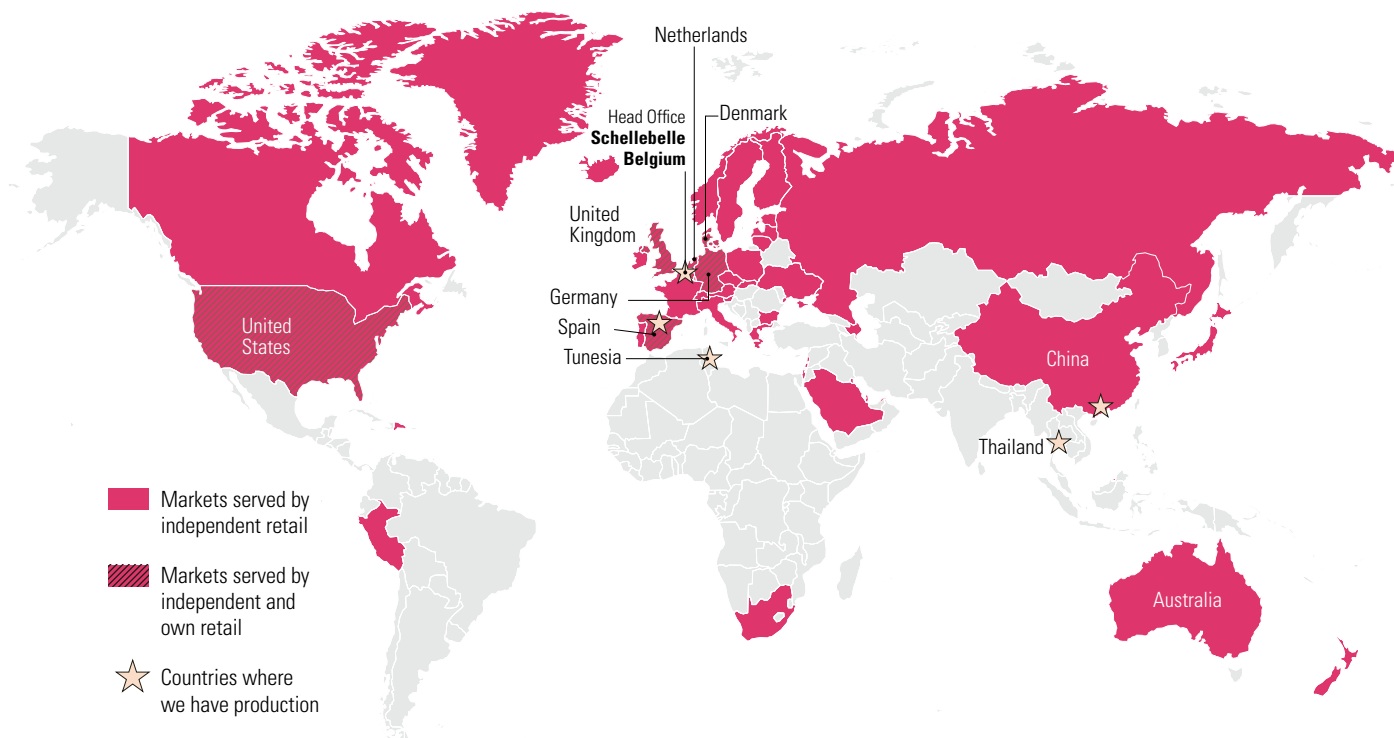 Netherlands
Head Office
Schellebelle
Belgium
Denmark
United
Kingdom
Germany
Spain
Tunesia
United
States
China
Thailand
Australia
Markets served by
independent retail
Markets served by
independent and
own retail
Countries where
we have production